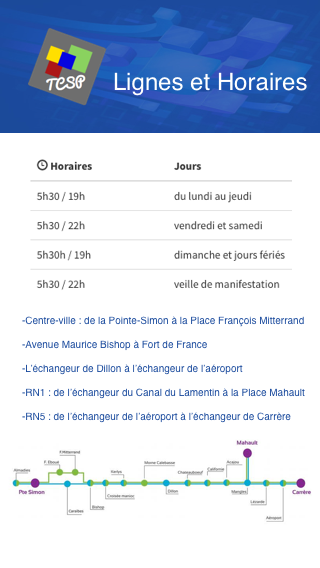 TCSP
Lignes et Horaires
Horaires Jours
5h30 / 19h du lundi au jeudi
5h30 / 22h vendredi et samedi
5h30h / 19h dimanche et jours fériés
5h30 / 22h veille de manifestation
-Centre-ville : de la Pointe-Simon à la Place François Mitterrand
-Avenue Maurice Bishop à Fort de France
-L'échangeur de Dillon à l'échangeur de l'aéroport
-RN1 : de l'échangeur du Canal du Lamentin à la Place Mahault
-RN5 : de l'échangeur de l'aéroport à l'échangeur de Carrère
Mahault
F. Mitterrand
F. Eboué
Almadies
Sertus
Morne Calebasse
Chateaubœuf
Californie
Acajou
Pte Simon
Carrère
Caraïbes
Bishop
Dillon
Mangles
Lézarde
Aéroport